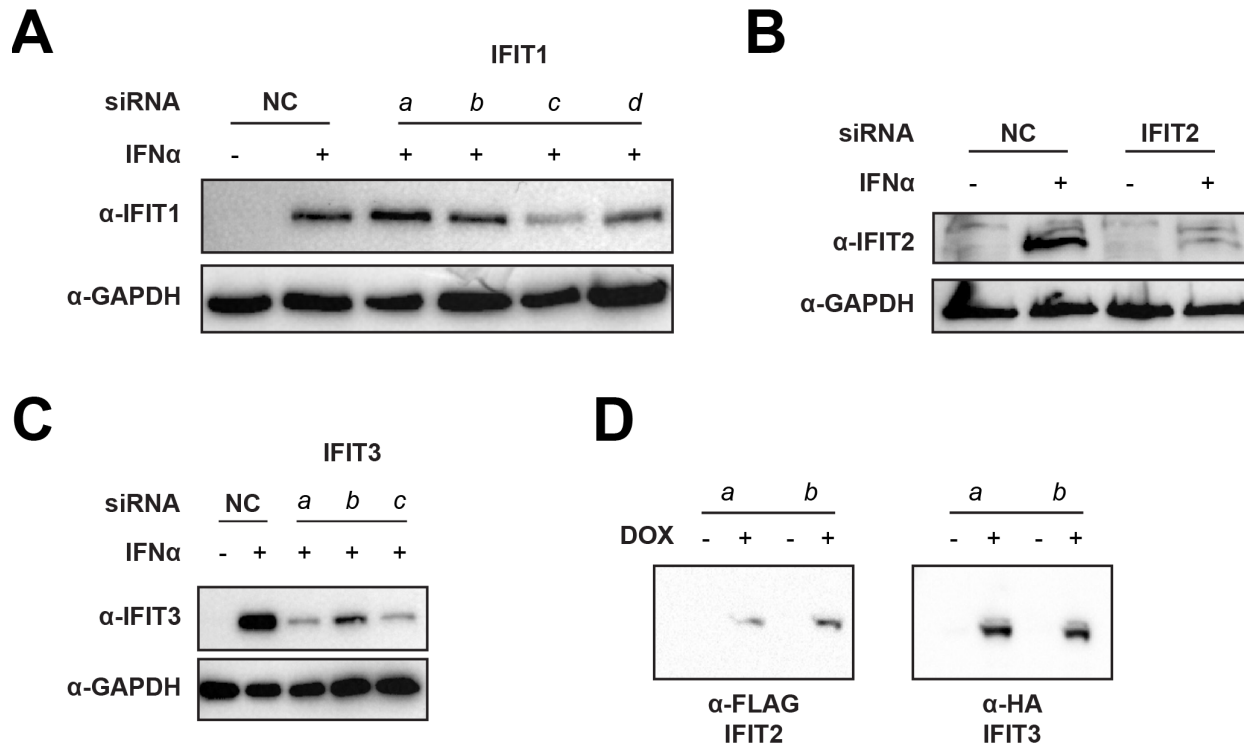 A
IFIT1
siRNA NC a b c d
IFNα - + + + + +
α-IFIT1
α-GAPDH
B
siRNA NC IFIT2
IFNα - + - +
α-IFIT2
α-GAPDH
C
IFIT3
siRNA NC a b c
IFNα - + + + +
α-IFIT3
α-GAPDH
D
a b a b
DOX - + - + - + - +
α-FLAG α-HA
IFIT2 IFIT3